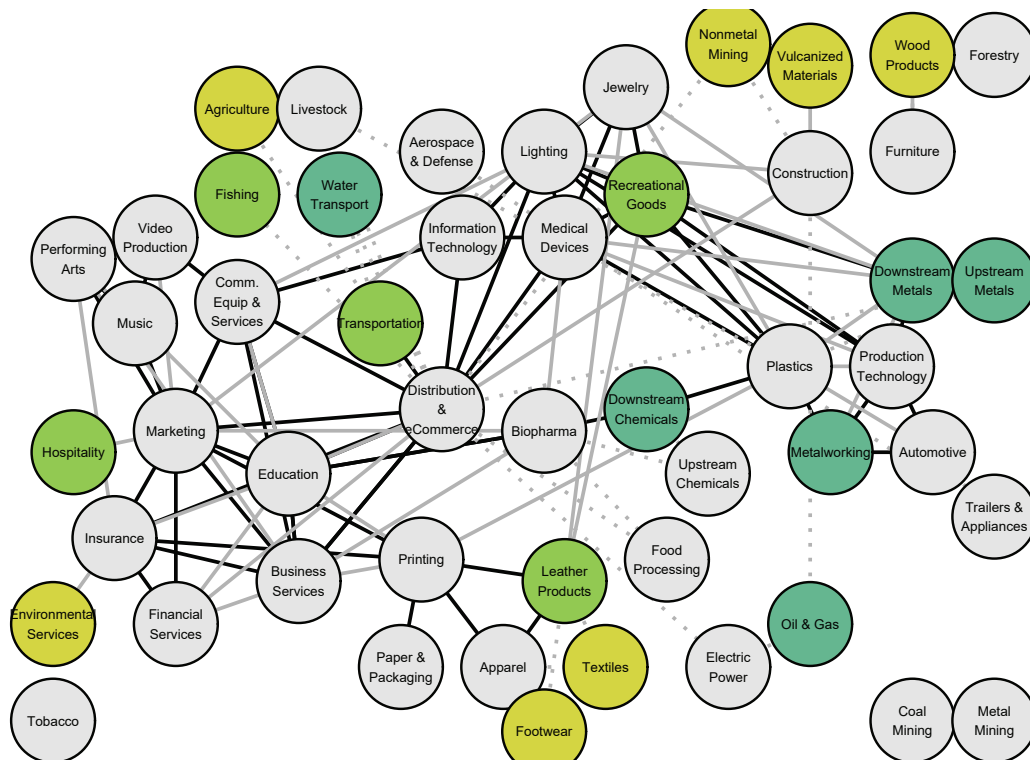 Nonmetal
Mining
Vulcanized
Materials
Wood
Products
Forestry
Jewelry
Agriculture
Livestock
Aerospace
& Defense
Lighting
Construction
Furniture
Fishing
Water
Transport
Recreational
Goods
Information
Technology
Medical
Devices
Video
Production
Performing
Arts
Comm.
Equip &
Services
Downstream
Metals
Upstream
Metals
Music
Transportation
Plastics
Production
Technology
Distribution
&
eCommerce
Downstream
Chemicals
Marketing
Biopharma
Hospitality
Education
Metalworking
Automotive
Upstream
Chemicals
Trailers &
Appliances
Insurance
Printing
Food
Processing
Business
Services
Leather
Products
Environmental
Services
Financial
Services
Oil & Gas
Paper &
Packaging
Apparel
Textiles
Electric
Power
Tobacco
Footwear
Coal
Mining
Metal
Mining